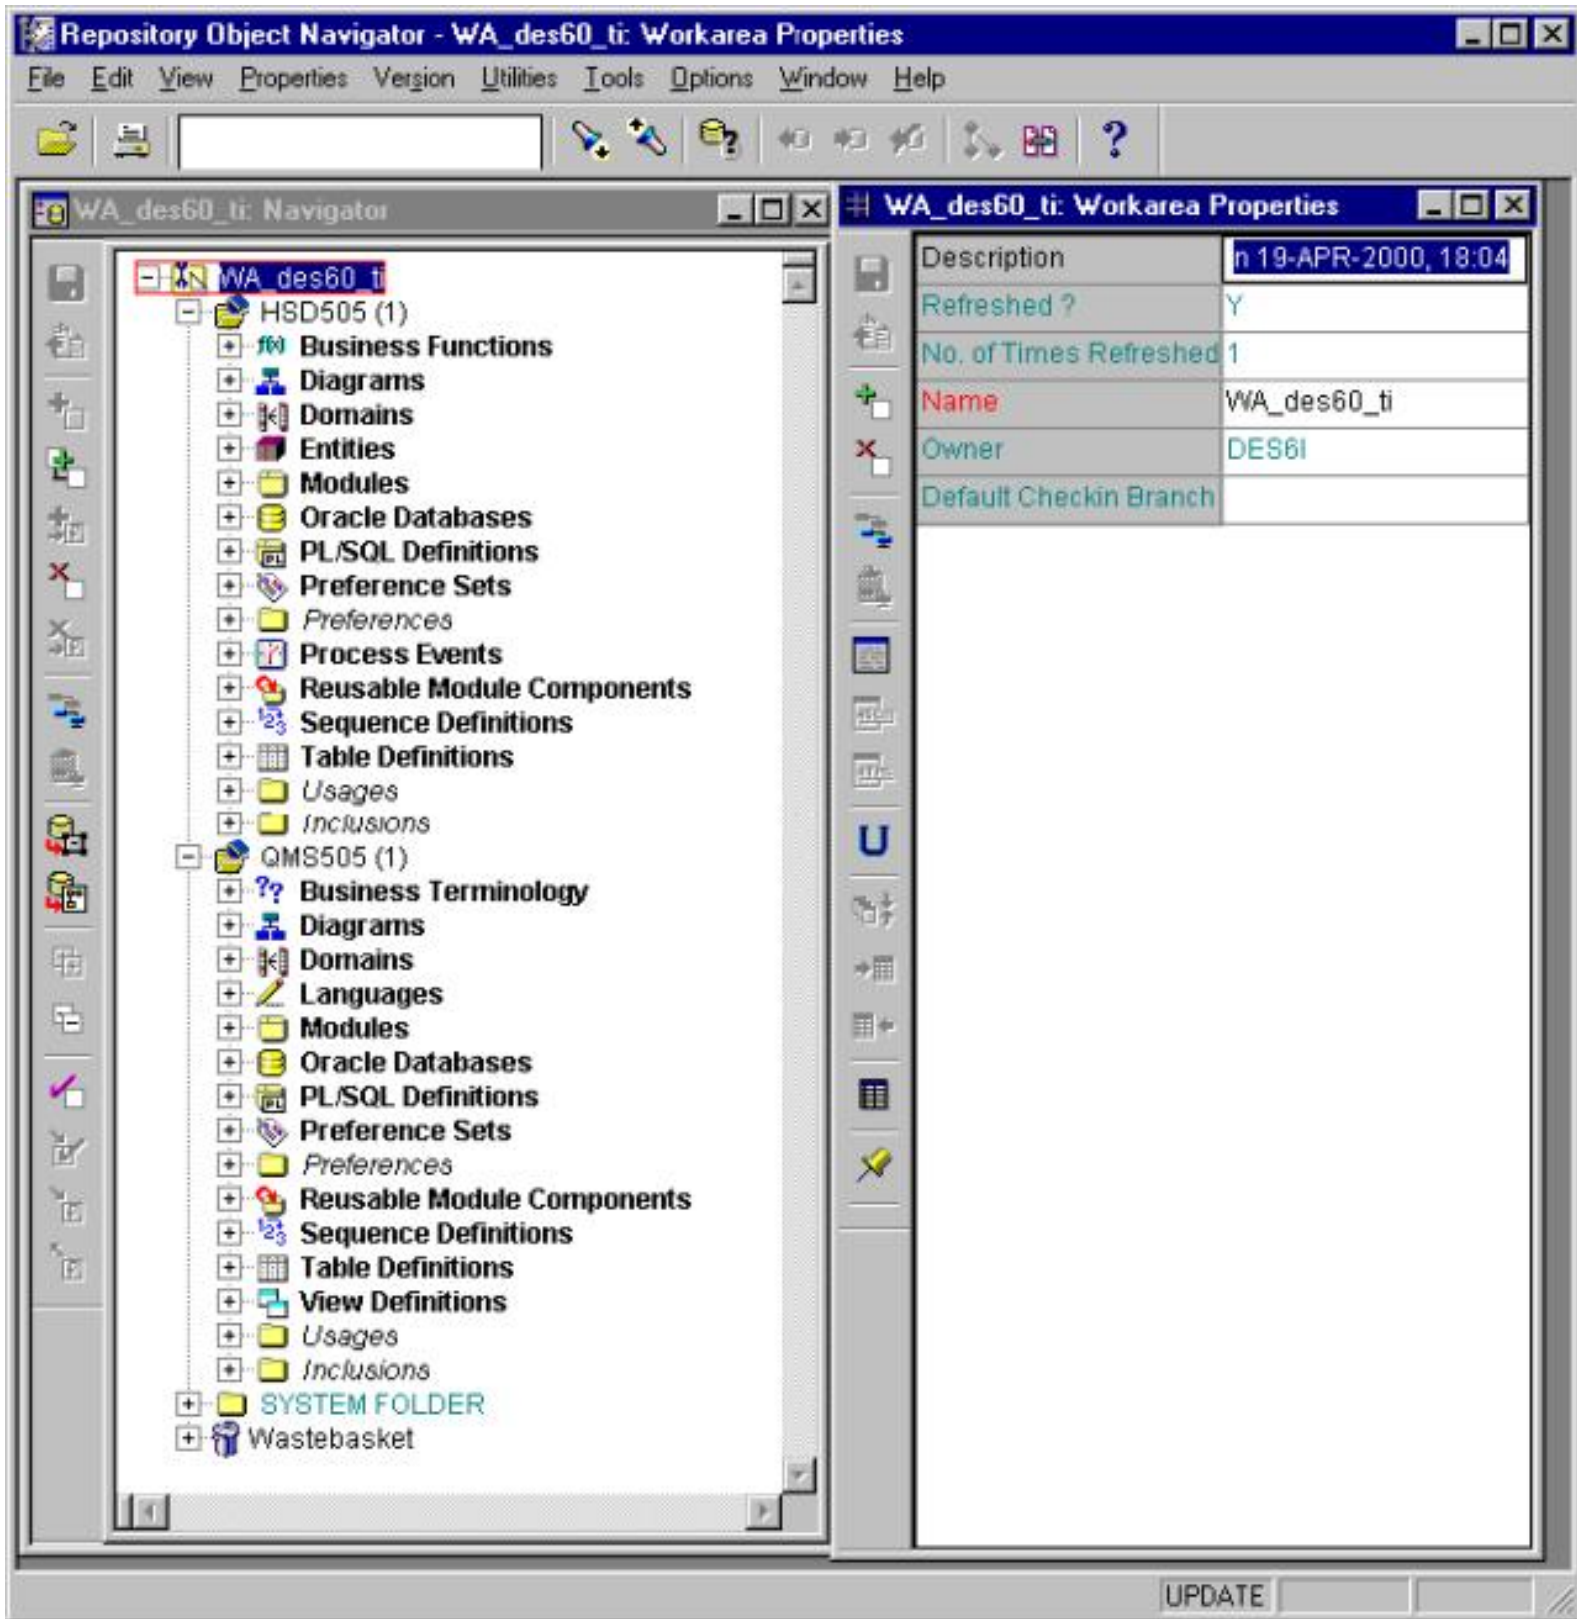 Repository Object Navigator - WA_des60_ti: Workarea Properties
File Edit View Properties Version Utilities Tools Options Window Help
WA_des60_ti: Navigator
WA_des60_ti
HSD505 (1)
Business Functions
Diagrams
Domains
Entities
Modules
Oracle Databases
PL/SQL Definitions
Preference Sets
Preferences
Process Events
Reusable Module Components
Sequence Definitions
Table Definitions
Usages
Inclusions
QMS505 (1)
Business Terminology
Diagrams
Domains
Languages
Modules
Oracle Databases
PL/SQL Definitions
Preference Sets
Preferences
Reusable Module Components
Sequence Definitions
Table Definitions
View Definitions
Usages
Inclusions
SYSTEM FOLDER
Wastebasket
WA_des60_ti: Workarea Properties
Description n 19-APR-2000, 18:04
Refreshed ? Y
No. of Times Refreshed 1
Name WA_des60_ti
Owner DES6I
Default Checkin Branch
UPDATE